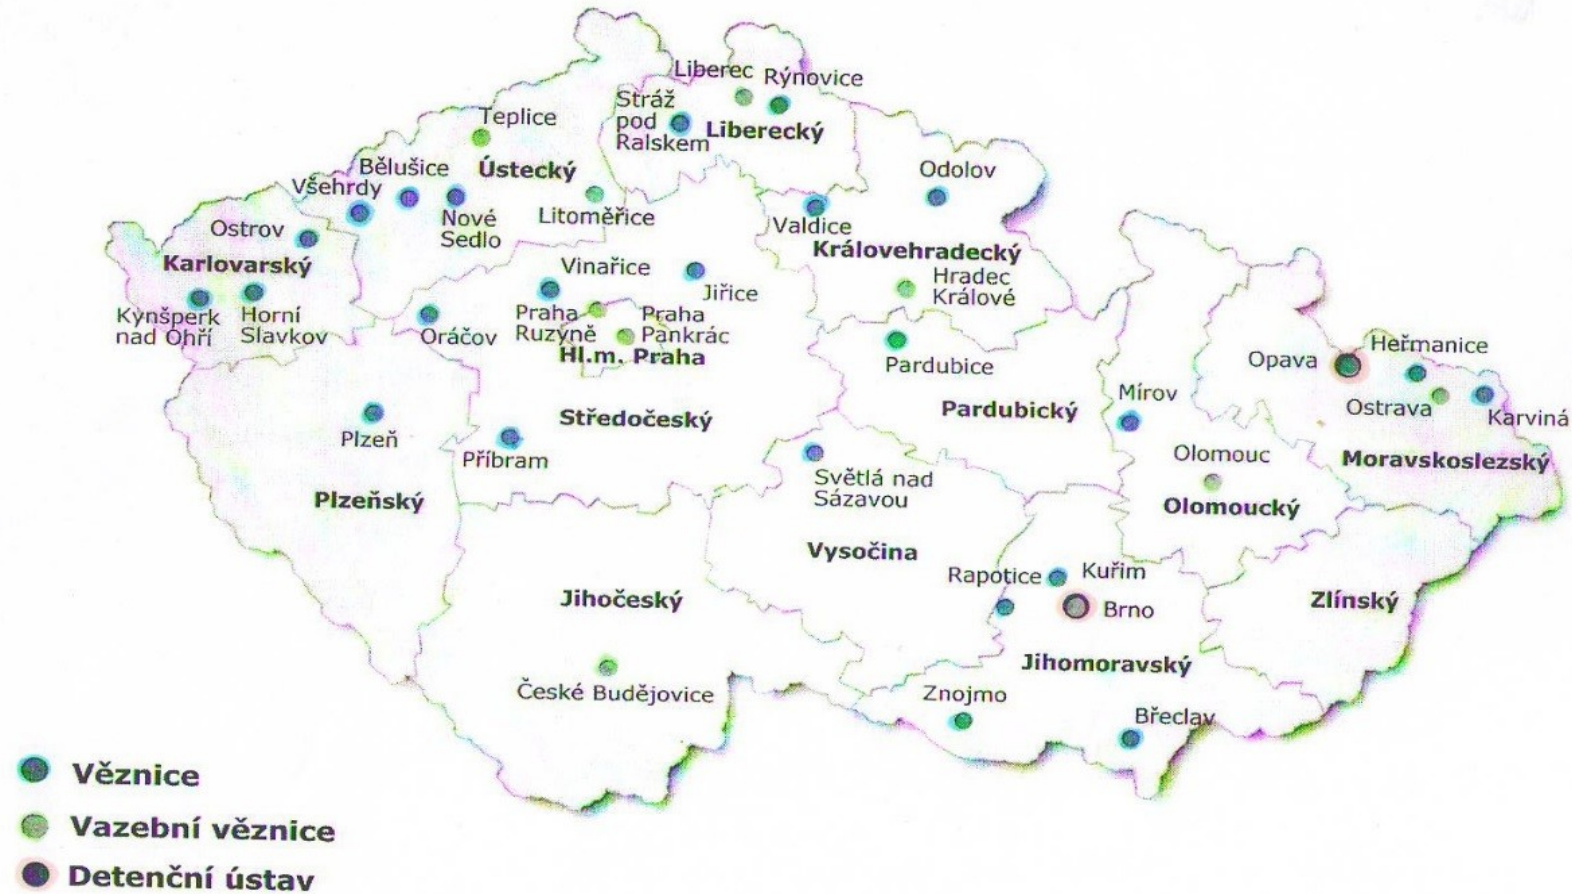 Liberec
Rýnovice
Stráž
pod
Ralskem
Liberecký
Teplice
Ústecký
Bělušice
Všehrdy
Nové
Sedlo
Litoměřice
Odolov
Valdice
Královehradecký
Hradec
Králové
Ostrov
Karlovarský
Kynšperk
nad Ohří
Horní
Slavkov
Vinařice
Jiřice
Praha
Ruzyně
Praha
Pankrác
Hl.m. Praha
Oráčov
Středočeský
Příbram
Plzeň
Plzeňský
Pardubice
Pardubický
Mírov
Opava
Heřmanice
Ostrava
Karviná
Moravskoslezský
Olomouc
Olomoucký
Světlá nad
Sázavou
Vysočina
Rapotice
Kuřim
Brno
Jihomoravský
Zlínský
Jihočeský
České Budějovice
Znojmo
Břeclav
Věznice
Vazební věznice
Detenční ústav